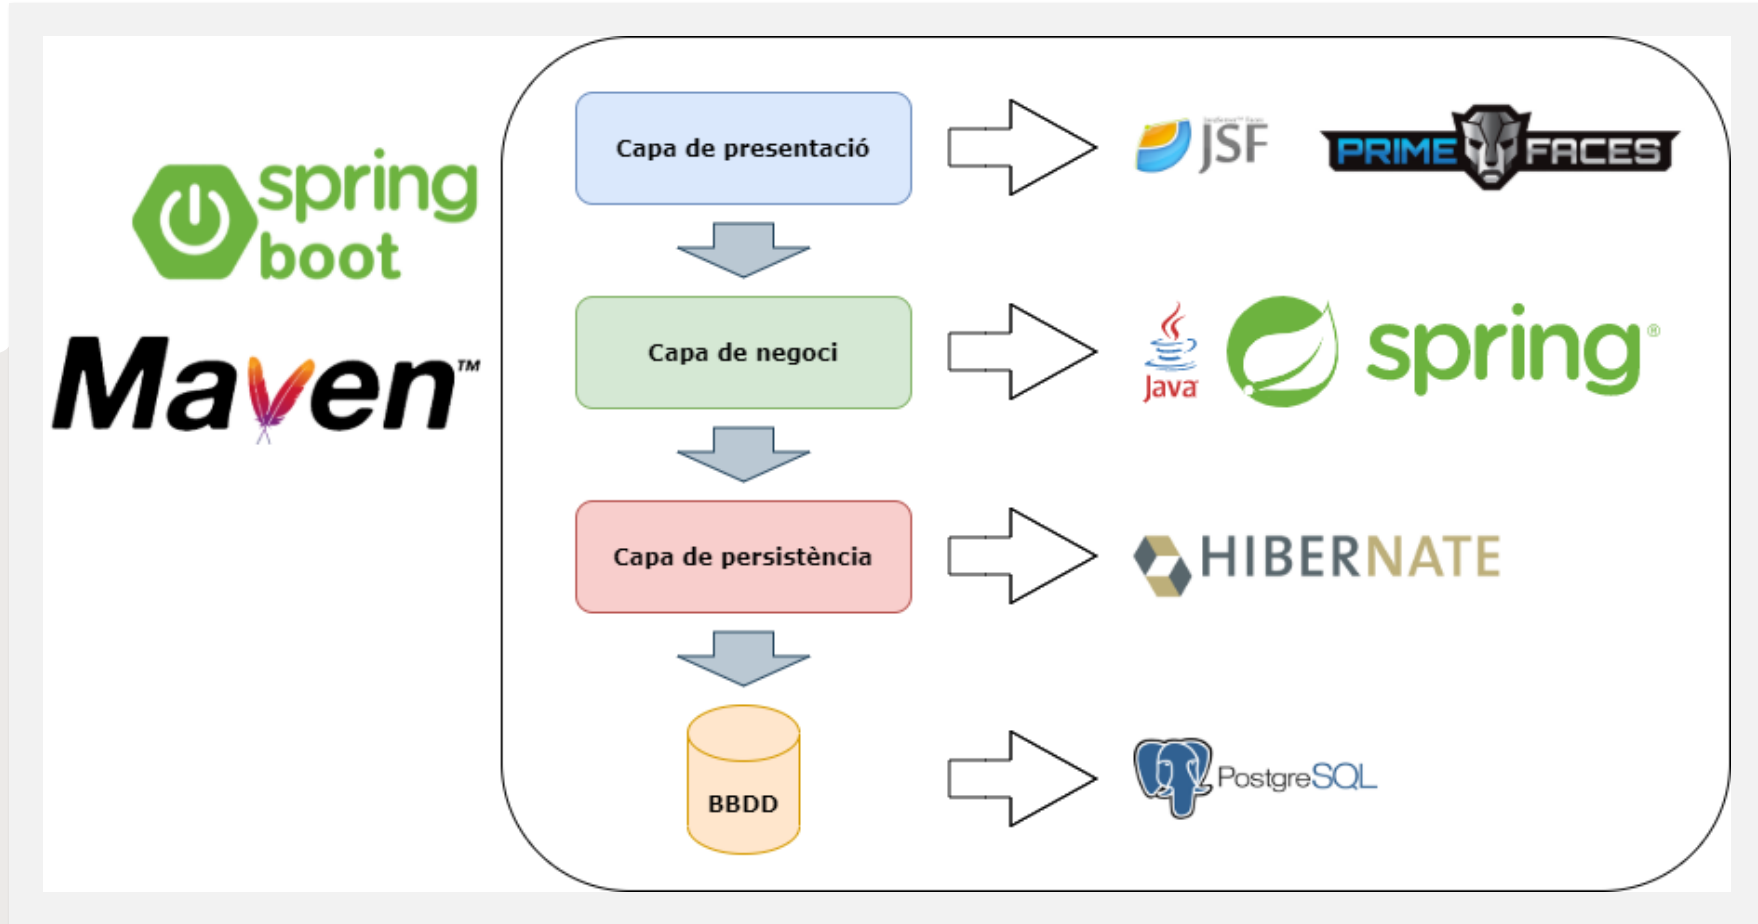 spring
boot
Maven™
Capa de presentació
JSF
PRIME FACES
Capa de negoci
Java
spring®
Capa de persistència
HIBERNATE
BBDD
PostgreSQL